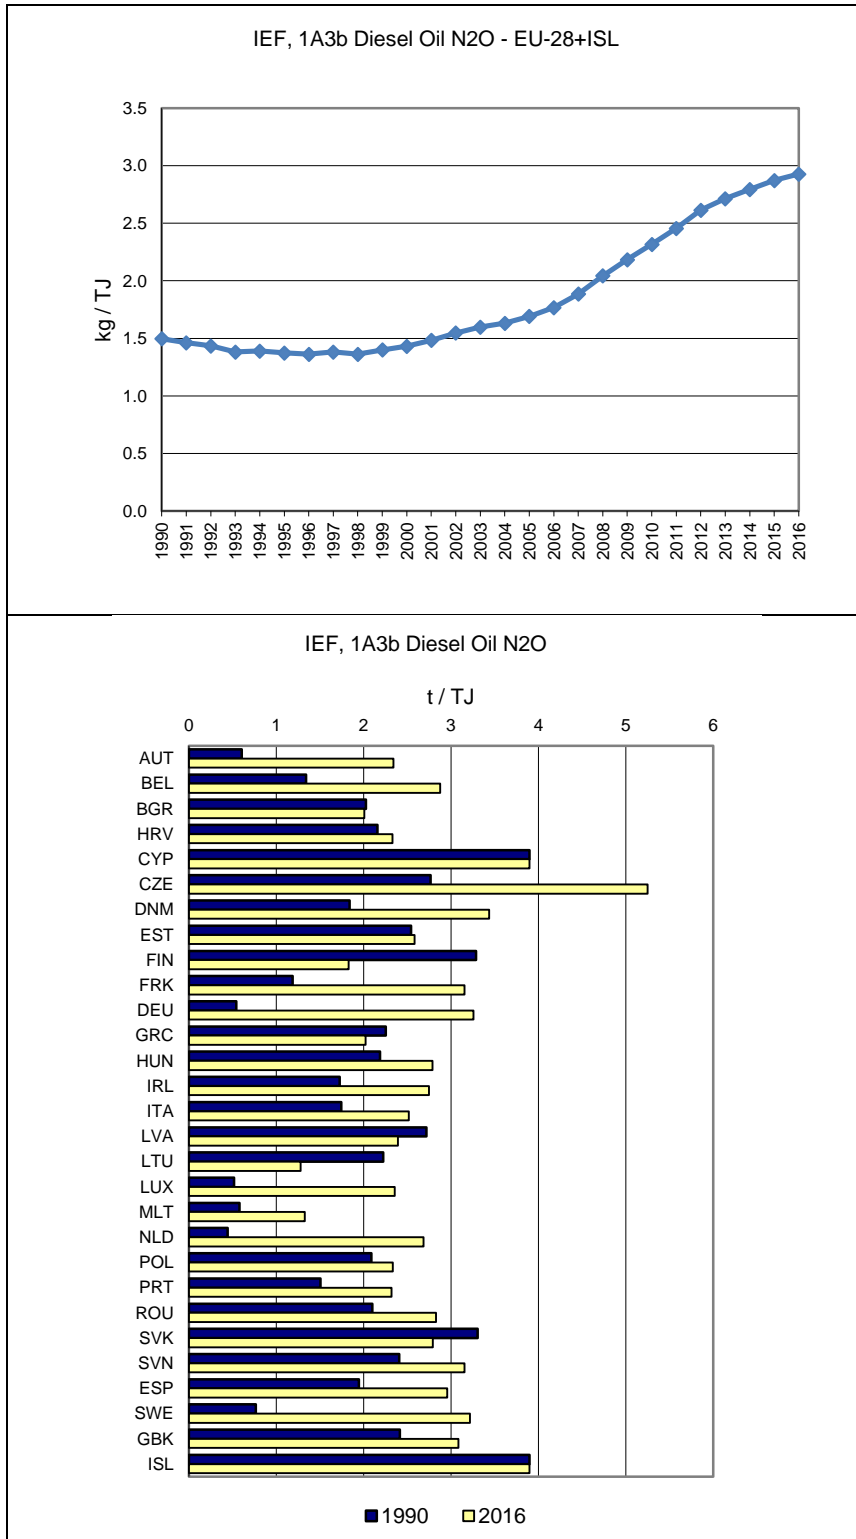 IEF, 1A3b Diesel Oil N2O - EU-28+ISL
3.5
3.0
2.5
2.0
1.5
1.0
0.5
0.0
kg / TJ
1990 1991 1992 1993 1994 1995 1996 1997 1998 1999 2000 2001 2002 2003 2004 2005 2006 2007 2008 2009 2010 2011 2012 2013 2014 2015 2016
IEF, 1A3b Diesel Oil N2O
t / TJ
0 1 2 3 4 5 6
AUT
BEL
BGR
HRV
CYP
CZE
DNM
EST
FIN
FRK
DEU
GRC
HUN
IRL
ITA
LVA
LTU
LUX
MLT
NLD
POL
PRT
ROU
SVK
SVN
ESP
SWE
GBK
ISL
1990 2016